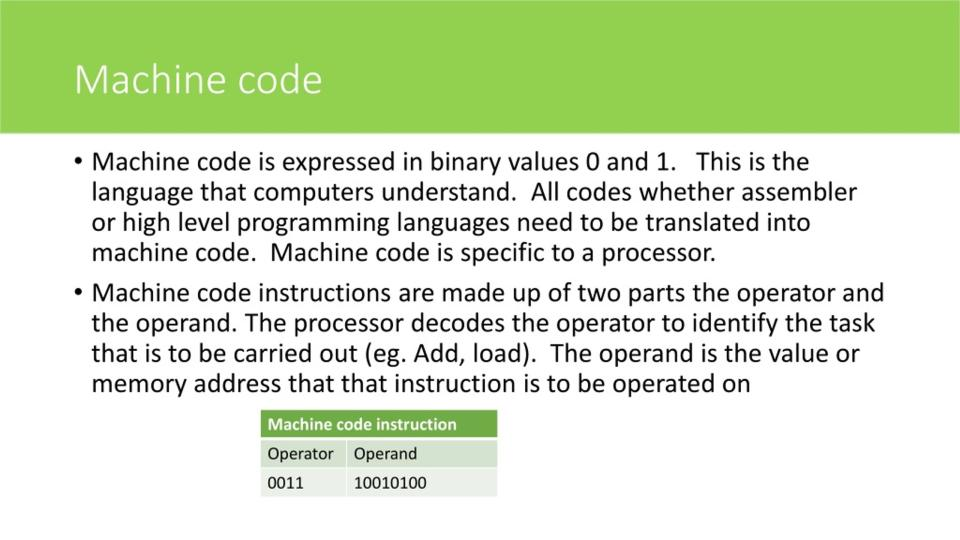 Machine code
• Machine code is expressed in binary values 0 and 1.   This is the
language that computers understand.  All codes whether assembler
or high level programming languages need to be translated into
machine code.  Machine code is specific to a processor.
• Machine code instructions are made up of two parts the operator and
the operand. The processor decodes the operator to identify the task
that is to be carried out (eg. Add, load).  The operand is the value or
memory address that that instruction is to be operated on
Machine code instruction
Operator Operand
0011 10010100